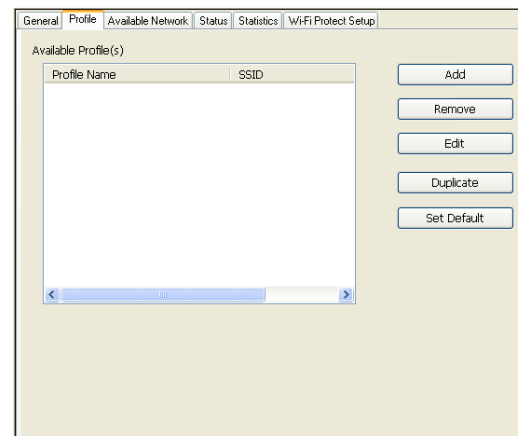 General Profile Available Network Status Statistics Wi-Fi Protect Setup
Available Profile(s)
Profile Name SSID
Add
Remove
Edit
Duplicate
Set Default